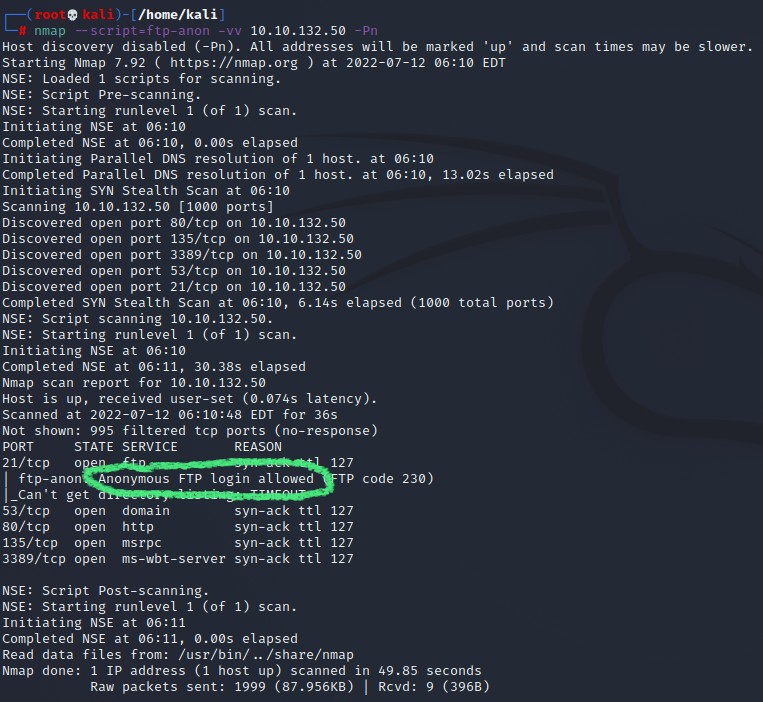 (root💀kali)-[/home/kali]
# nmap --script=ftp-anon -vv 10.10.132.50 -Pn
Host discovery disabled (-Pn). All addresses will be marked 'up' and scan times may be slower.
Starting Nmap 7.92 ( https://nmap.org ) at 2022-07-12 06:10 EDT
NSE: Loaded 1 scripts for scanning.
NSE: Script Pre-scanning.
NSE: Starting runlevel 1 (of 1) scan.
Initiating NSE at 06:10
Completed NSE at 06:10, 0.00s elapsed
Initiating Parallel DNS resolution of 1 host. at 06:10
Completed Parallel DNS resolution of 1 host. at 06:10, 13.02s elapsed
Initiating SYN Stealth Scan at 06:10
Scanning 10.10.132.50 [1000 ports]
Discovered open port 80/tcp on 10.10.132.50
Discovered open port 135/tcp on 10.10.132.50
Discovered open port 3389/tcp on 10.10.132.50
Discovered open port 53/tcp on 10.10.132.50
Discovered open port 21/tcp on 10.10.132.50
Completed SYN Stealth Scan at 06:10, 6.14s elapsed (1000 total ports)
NSE: Script scanning 10.10.132.50.
NSE: Starting runlevel 1 (of 1) scan.
Initiating NSE at 06:10
Completed NSE at 06:11, 30.38s elapsed
Nmap scan report for 10.10.132.50
Host is up, received user-set (0.074s latency).
Scanned at 2022-07-12 06:10:48 EDT for 36s
Not shown: 995 filtered tcp ports (no-response)
PORT STATE SERVICE REASON
21/tcp open ftp syn-ack ttl 127
| ftp-anon: Anonymous FTP login allowed (FTP code 230)
|_Can't get directory listing: TIMEOUT
53/tcp open domain syn-ack ttl 127
80/tcp open http syn-ack ttl 127
135/tcp open msrpc syn-ack ttl 127
3389/tcp open ms-wbt-server syn-ack ttl 127
NSE: Script Post-scanning.
NSE: Starting runlevel 1 (of 1) scan.
Initiating NSE at 06:11
Completed NSE at 06:11, 0.00s elapsed
Read data files from: /usr/bin/../share/nmap
Nmap done: 1 IP address (1 host up) scanned in 49.85 seconds
Raw packets sent: 1999 (87.956KB) | Rcvd: 9 (396B)